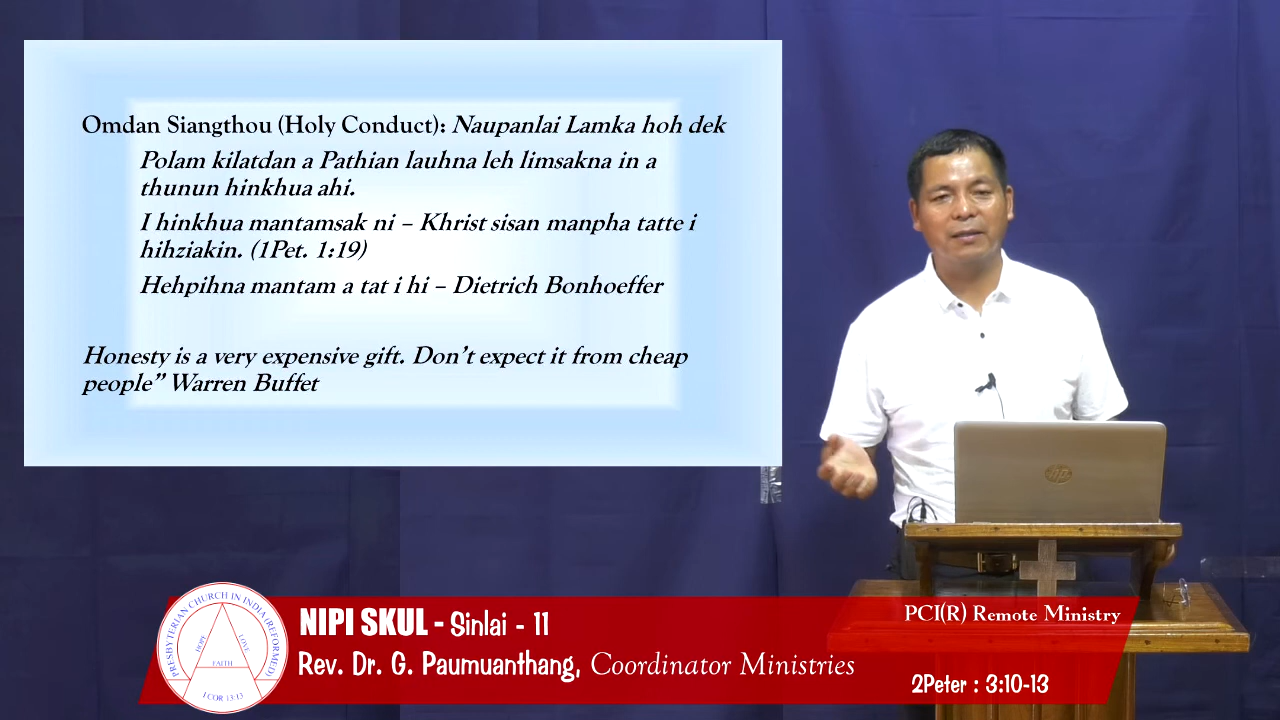 Omdan Siangthou (Holy Conduct): Naupanlai Lamka hoh dek
Polam kilatdan a Pathian lauhna leh limsakna in a
thunun hinkhua ahi.
I hinkhua mantamsak ni – Khrist sisan manpha tatte i
hihziakin. (1Pet. 1:19)
Hehpihna mantam a tat i hi – Dietrich Bonhoeffer
Honesty is a very expensive gift. Don't expect it from cheap
people” Warren Buffet
hp
PRESBYTERIAN CHURCH IN INDIA (REFORMED)
HOPE
LOVE
FAITH
I COR 13:13
NIPI SKUL - Sinlai - 11
Rev. Dr. G. Paumuanthang, Coordinator Ministries
PCI(R) Remote Ministry
2Peter : 3:10-13